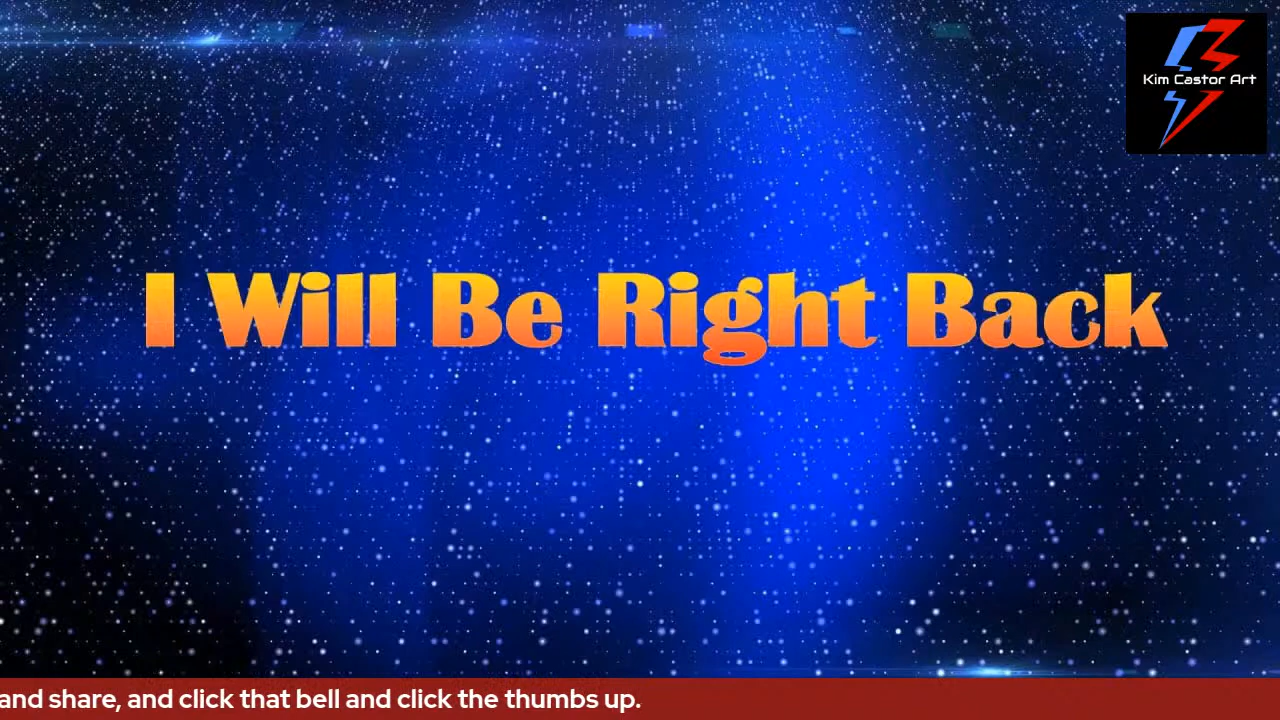 Kim Castor Art
I Will Be Right Back
and share, and click that bell and click the thumbs up.